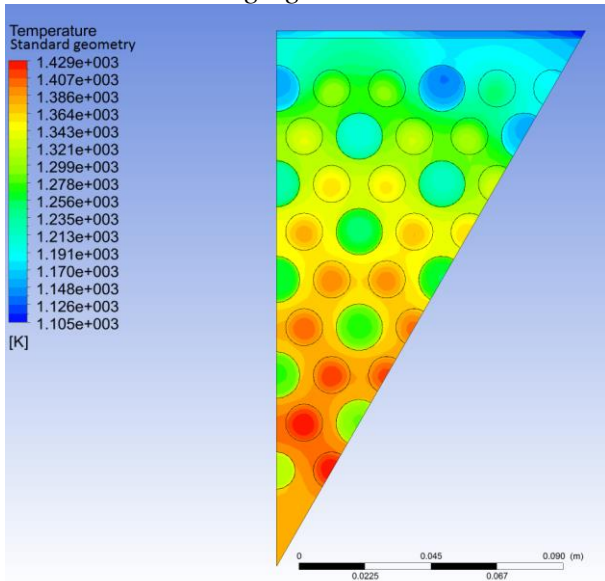 Temperature
Standard geometry
1.429e+003
1.407e+003
1.386e+003
1.364e+003
1.343e+003
1.321e+003
1.299e+003
1.278e+003
1.256e+003
1.235e+003
1.213e+003
1.191e+003
1.170e+003
1.148e+003
1.126e+003
1.105e+003
[K]
0 0.045 0.090 (m)
0.0225 0.067